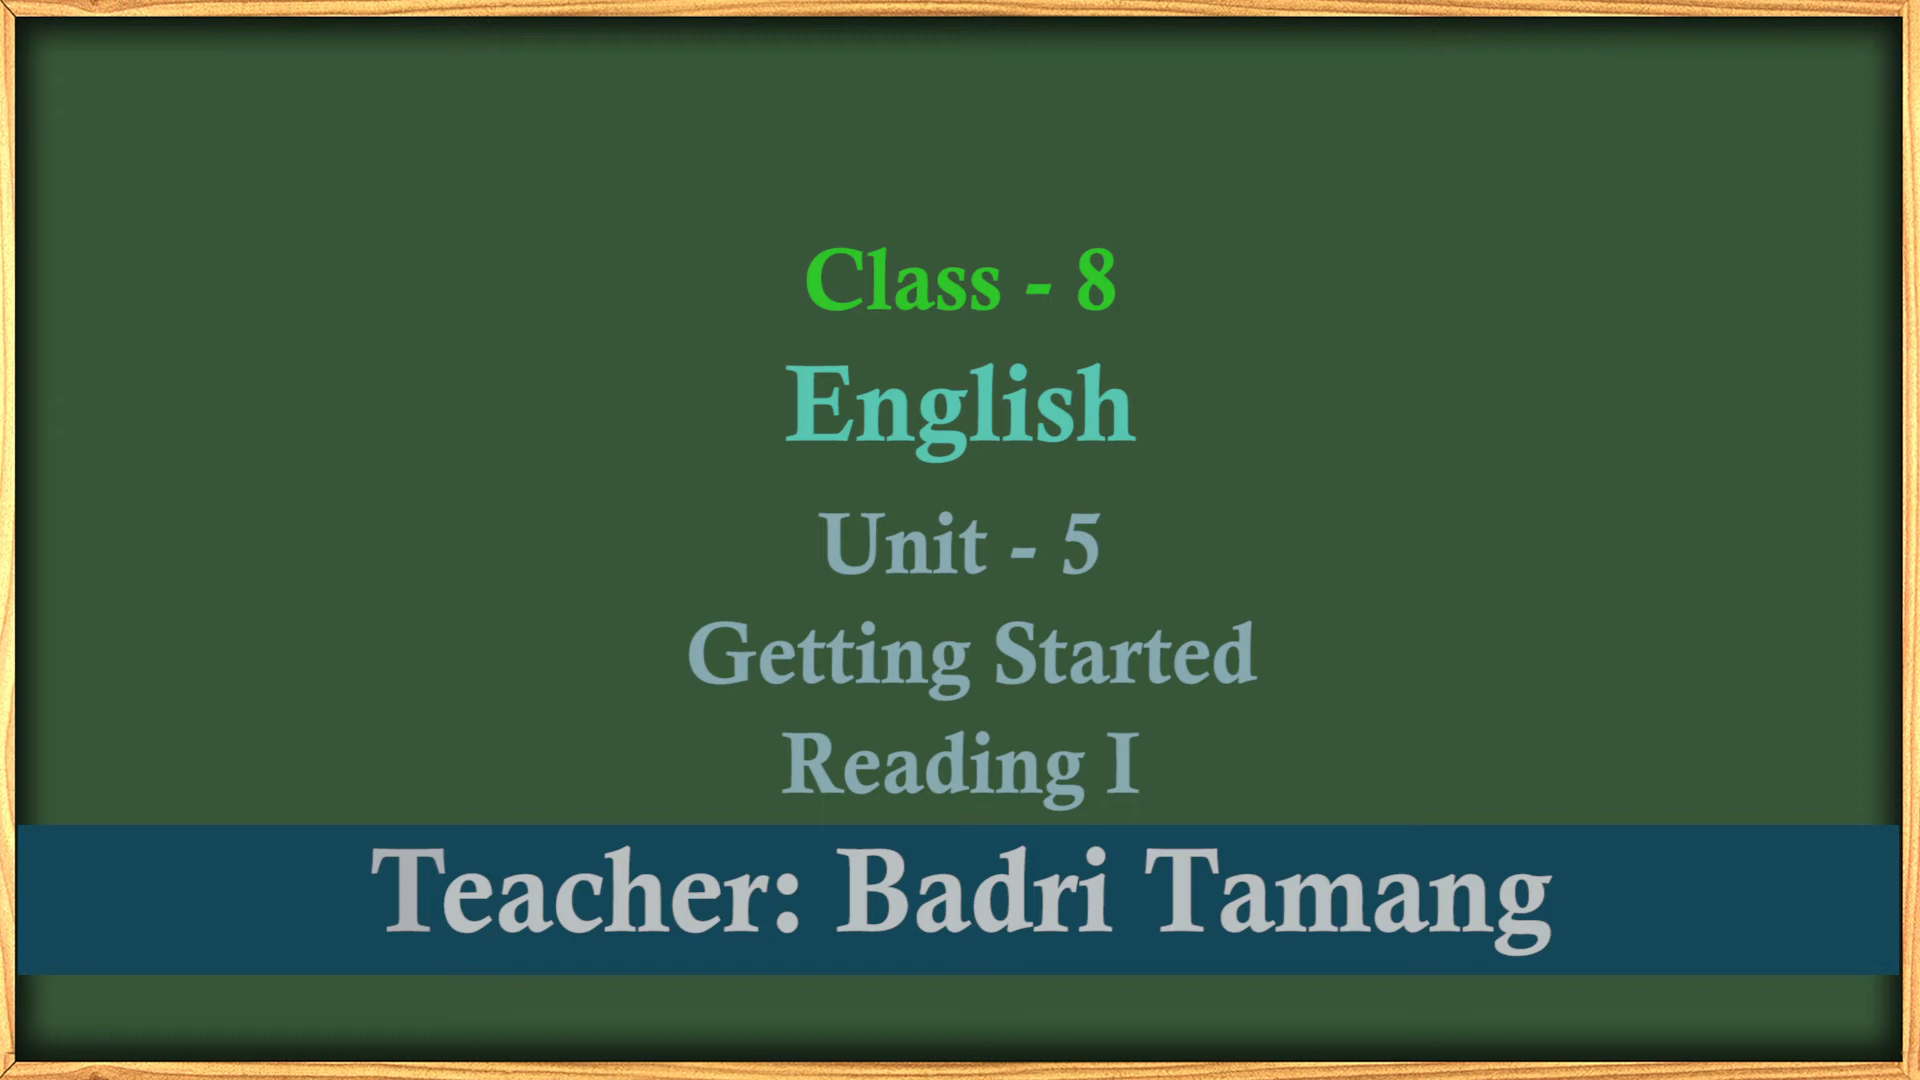 Class - 8
English
Unit - 5
Getting Started
Reading I
Teacher: Badri Tamang